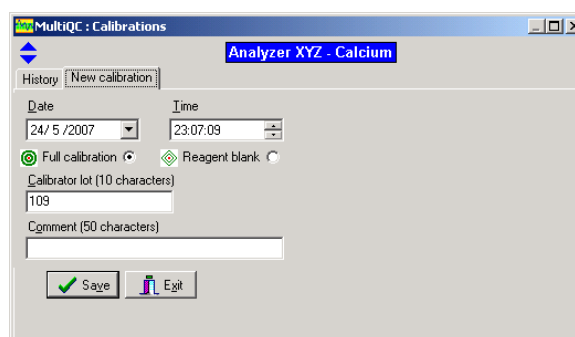 MultiQC : Calibrations
Analyzer XYZ - Calcium
History New calibration
Date Time
24/ 5 /2007 23:07:09
Full calibration Reagent blank
Calibrator lot (10 characters)
109
Comment (50 characters)
Save Exit